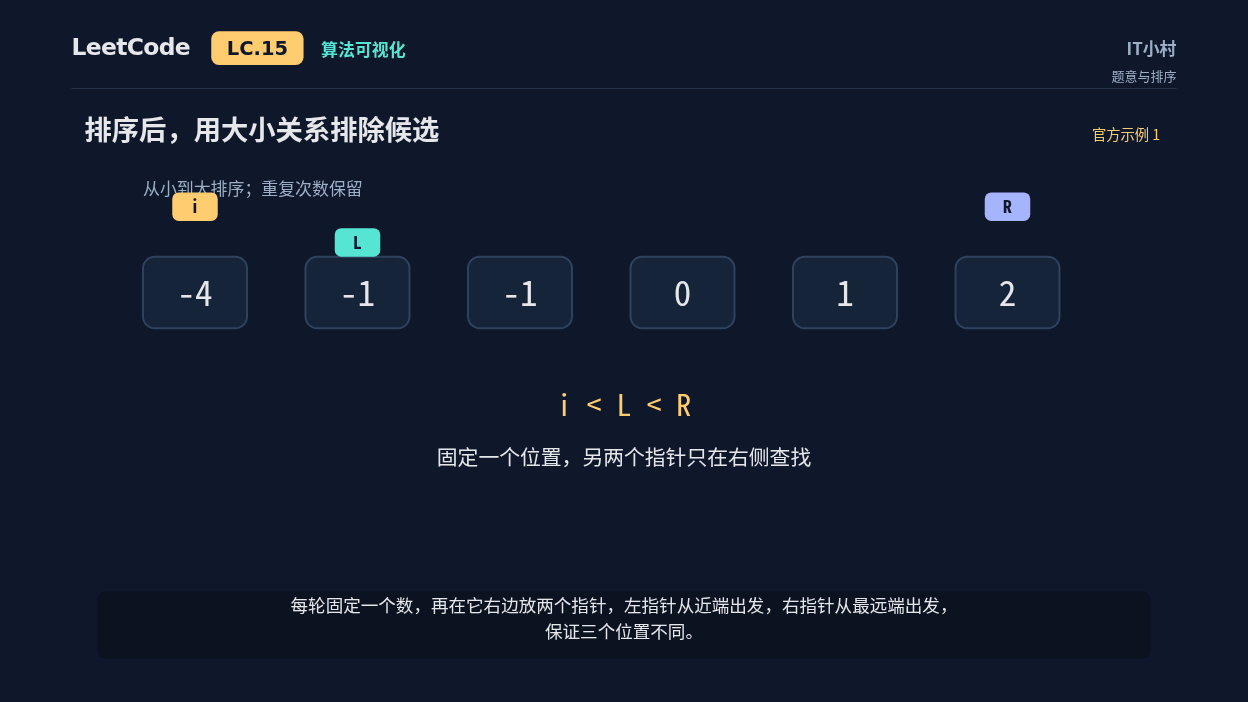 LeetCode LC.15 算法可视化 IT小村
题意与排序
排序后，用大小关系排除候选
官方示例 1
从小到大排序；重复次数保留
i R
L
-4 -1 -1 0 1 2
i < L < R
固定一个位置，另两个指针只在右侧查找
每轮固定一个数，再在它右边放两个指针，左指针从近端出发，右指针从最远端出发，
保证三个位置不同。